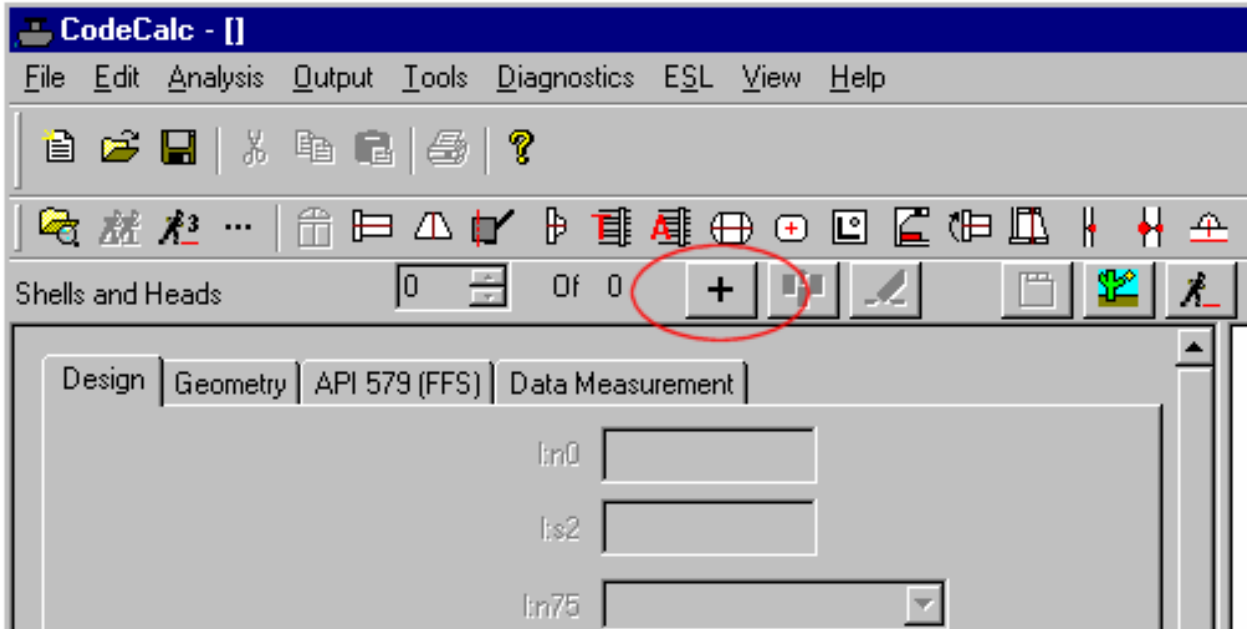 CodeCalc - []
File Edit Analysis Output Tools Diagnostics ESL View Help
3 ... T A L
Shells and Heads 0 Of 0 +
Design Geometry API 579 (FFS) Data Measurement
I:n0
I:s2
I:n75